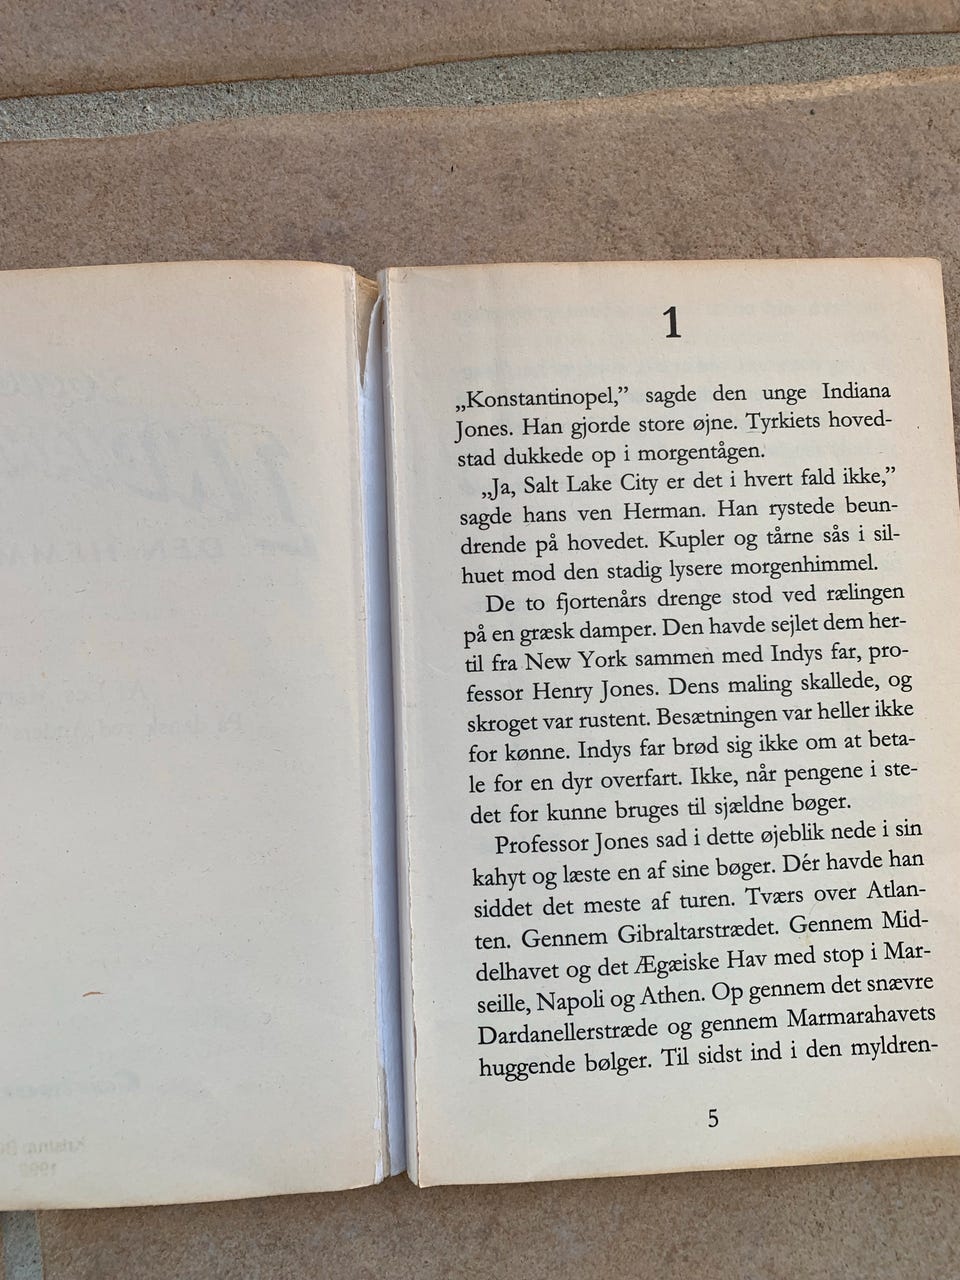 1
„Konstantinopel,” sagde den unge Indiana
Jones. Han gjorde store øjne. Tyrkiets hoved-
stad dukkede op i morgentågen.
„Ja, Salt Lake City er det i hvert fald ikke,”
sagde hans ven Herman. Han rystede beun-
drende på hovedet. Kupler og tårne sås i sil-
huet mod den stadig lysere morgenhimmel.
De to fjortenårs drenge stod ved rælingen
på en græsk damper. Den havde sejlet dem her-
til fra New York sammen med Indys far, pro-
fessor Henry Jones. Dens maling skallede, og
skroget var rustent. Besætningen var heller ikke
for kønne. Indys far brød sig ikke om at beta-
le for en dyr overfart. Ikke, når pengene i ste-
det for kunne bruges til sjældne bøger.
Professor Jones sad i dette øjeblik nede i sin
kahyt og læste en af sine bøger. Dér havde han
siddet det meste af turen. Tværs over Atlan-
ten. Gennem Gibraltarstrædet. Gennem Mid-
delhavet og det Ægæiske Hav med stop i Mar-
seille, Napoli og Athen. Op gennem det snævre
Dardanellerstræde og gennem Marmarahavets
huggende bølger. Til sidst ind i den myldren-
5